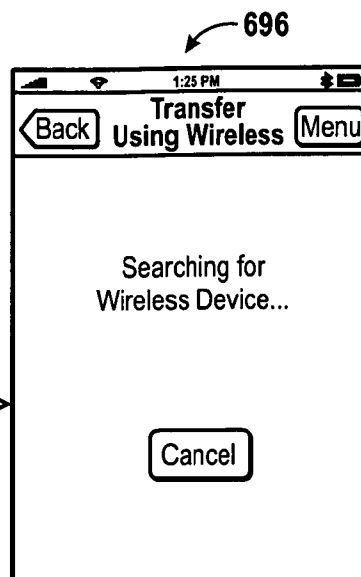 696
1:25 PM
Back
Transfer
Using Wireless
Menu
Searching for
Wireless Device...
Cancel